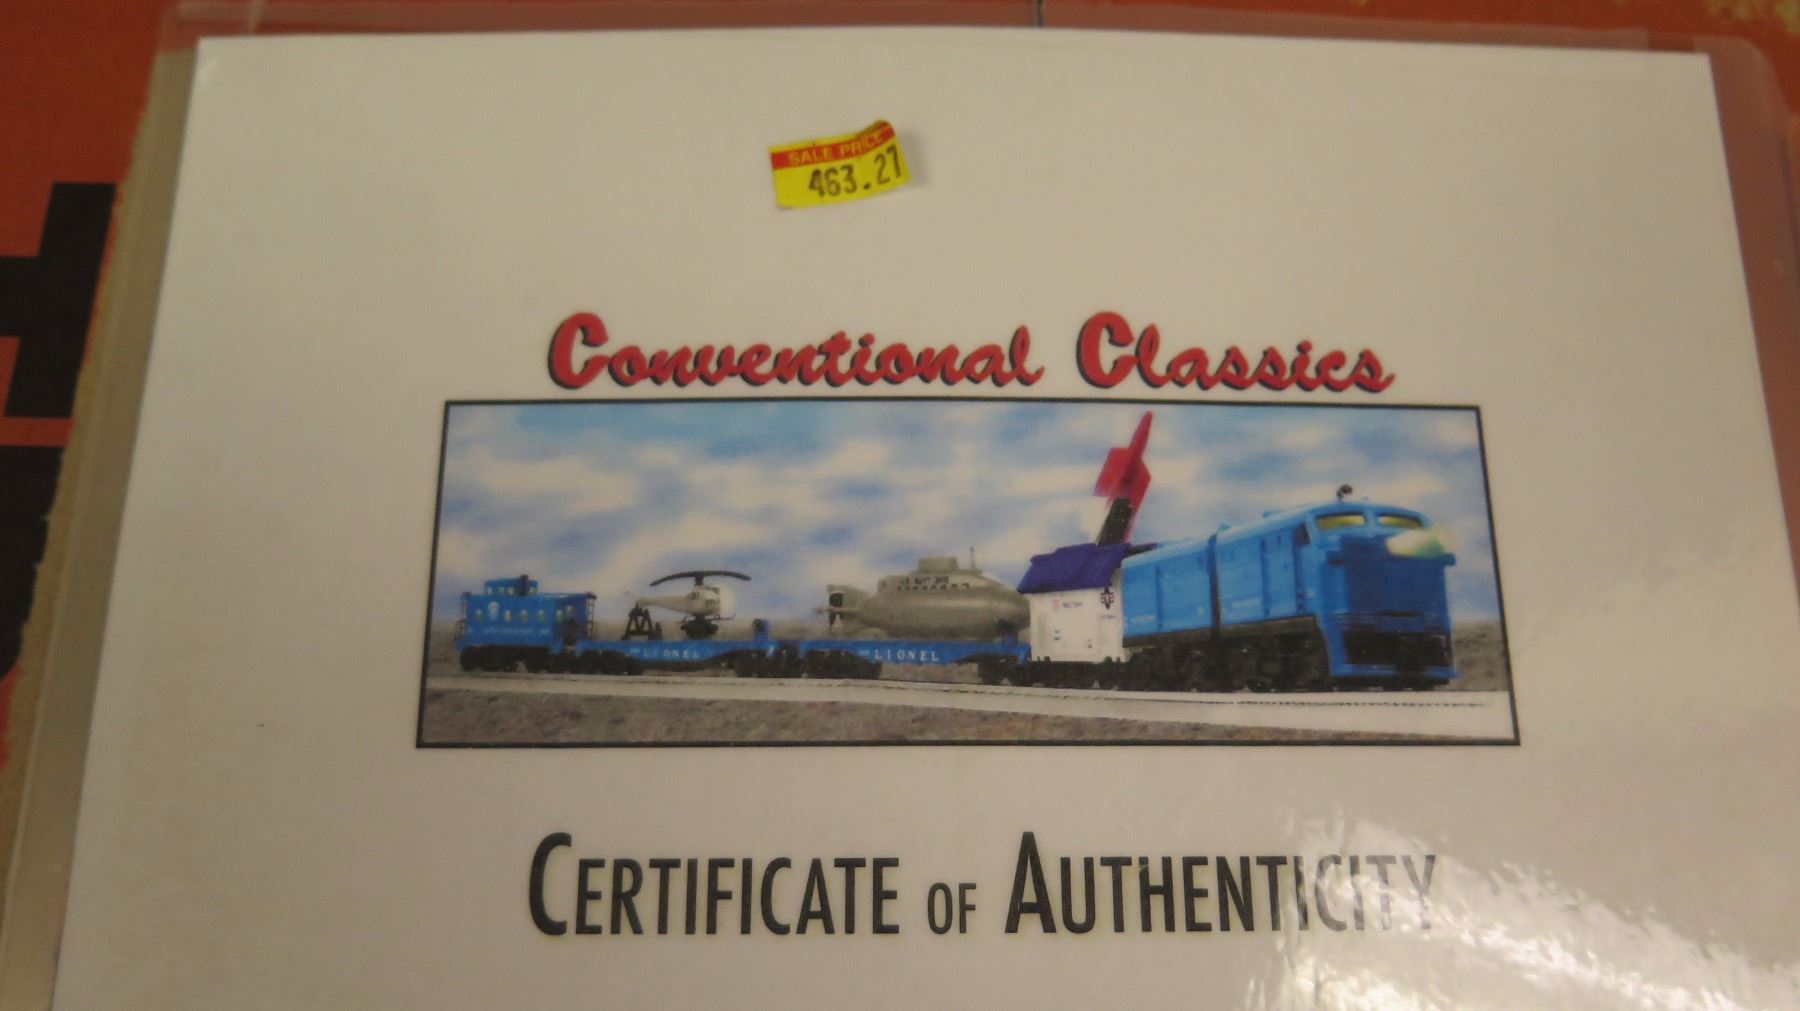 SALE PRICE
463.27
Conventional Classics
LIONEL
LIONEL
CERTIFICATE OF AUTHENTICITY